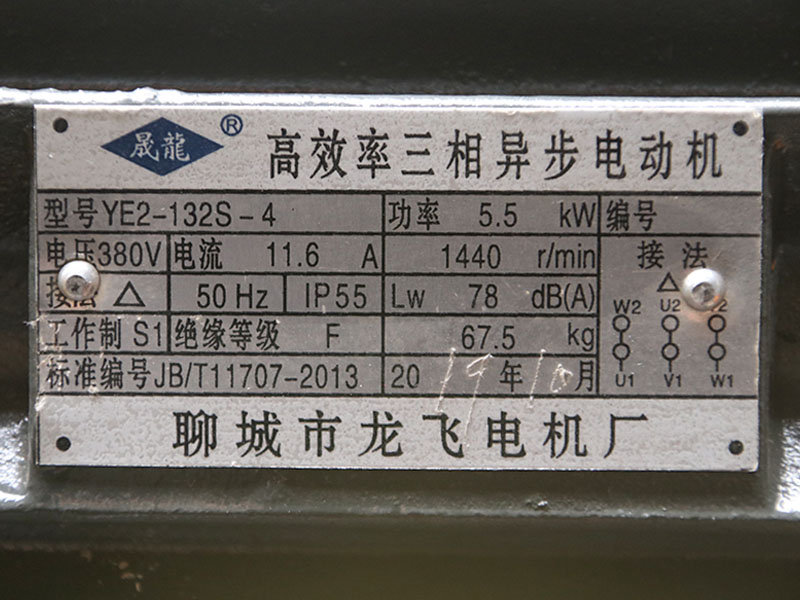 晟龍 ® 高效率三相异步电动机
型号 YE2-132S-4 功率 5.5 kW 编号
电压380V 电流 11.6 A 1440 r/min 接法
接法 △ 50 Hz IP55 Lw 78 dB(A) △
W2 U2 V2
工作制 S1 绝缘等级 F 67.5 kg
U1 V1 W1
标准编号JB/T11707-2013 20 19 年 10 月
聊城市龙飞电机厂